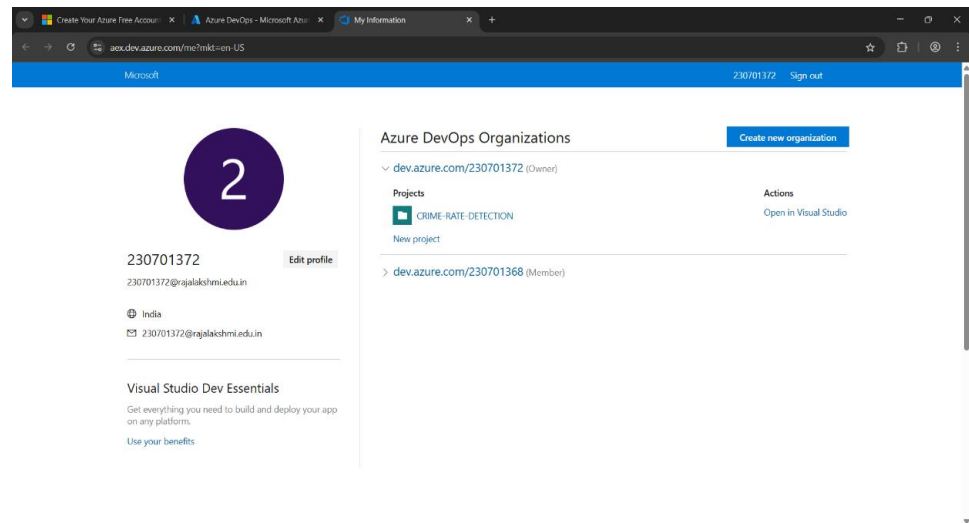 Create Your Azure Free Accoun
Azure DevOps - Microsoft Azur
My Information
aex.dev.azure.com/me?mkt=en-US
Microsoft
230701372 Sign out
2
230701372
Edit profile
230701372@rajalakshmi.edu.in
India
230701372@rajalakshmi.edu.in
Visual Studio Dev Essentials
Get everything you need to build and deploy your app
on any platform.
Use your benefits
Azure DevOps Organizations
Create new organization
dev.azure.com/230701372 (Owner)
Projects
Actions
CRIME-RATE-DETECTION
Open in Visual Studio
New project
dev.azure.com/230701368 (Member)